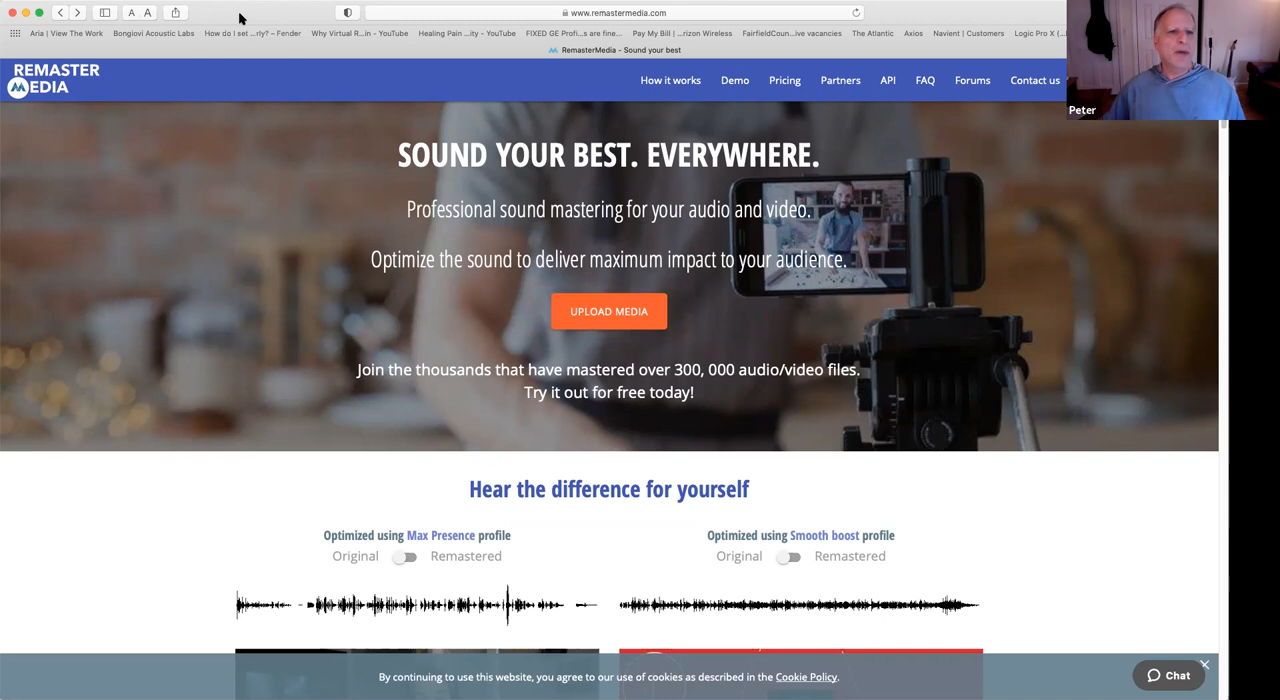 A A
www.remastermedia.com
Aria | View The Work
Bongiovi Acoustic Labs
How do I set ...rly? – Fender
Why Virtual R...in - YouTube
Healing Pain ...ity - YouTube
FIXED GE Profi...s are fine...
Pay My Bill | ...rizon Wireless
FairfieldCoun...ive vacancies
The Atlantic
Axios
Navient | Customers
Logic Pro X (...
RemasterMedia - Sound your best
REMASTER
MEDIA
How it works
Demo
Pricing
Partners
API
FAQ
Forums
Contact us
Peter
SOUND YOUR BEST. EVERYWHERE.
Professional sound mastering for your audio and video.
Optimize the sound to deliver maximum impact to your audience.
UPLOAD MEDIA
Join the thousands that have mastered over 300, 000 audio/video files.
Try it out for free today!
Hear the difference for yourself
Optimized using Max Presence profile
Original Remastered
Optimized using Smooth boost profile
Original Remastered
By continuing to use this website, you agree to our use of cookies as described in the Cookie Policy.
Chat